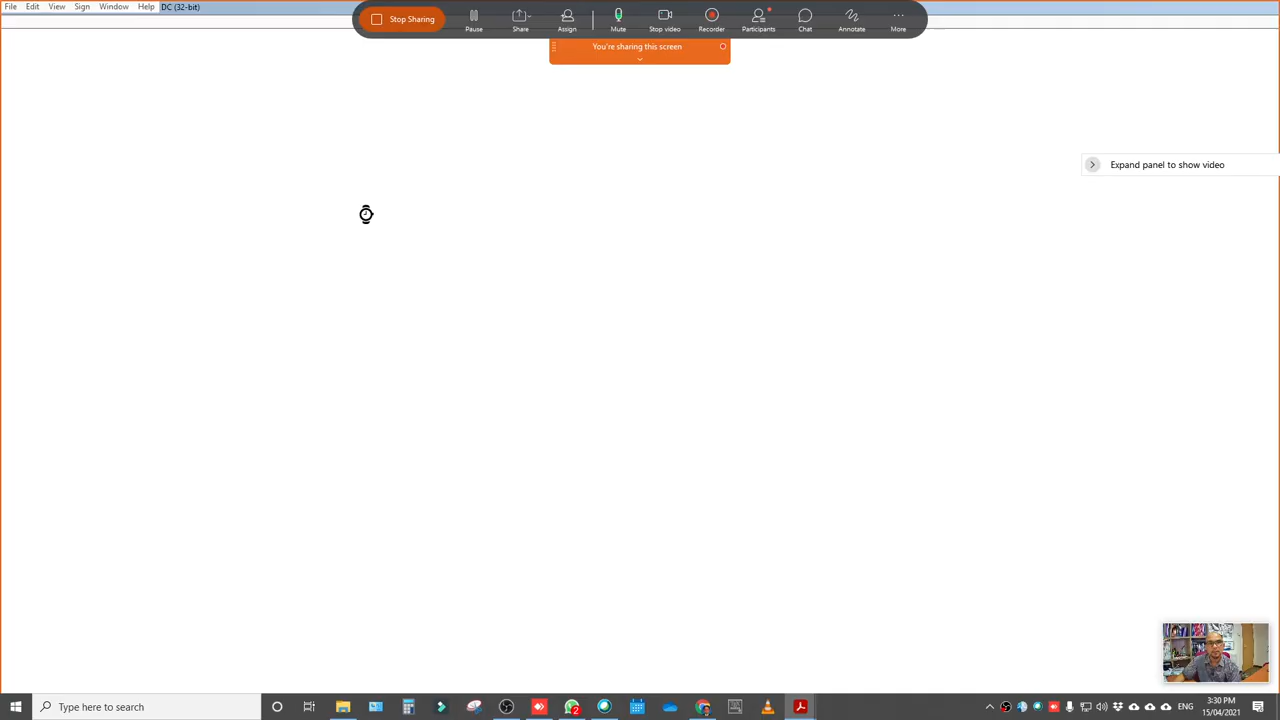 File Edit View Sign Window Help DC (32-bit)
Stop Sharing Pause Share Assign Mute Stop video Recorder Participants Chat Annotate More
You're sharing this screen
Expand panel to show video
Type here to search
2
ENG
3:30 PM
15/04/2021